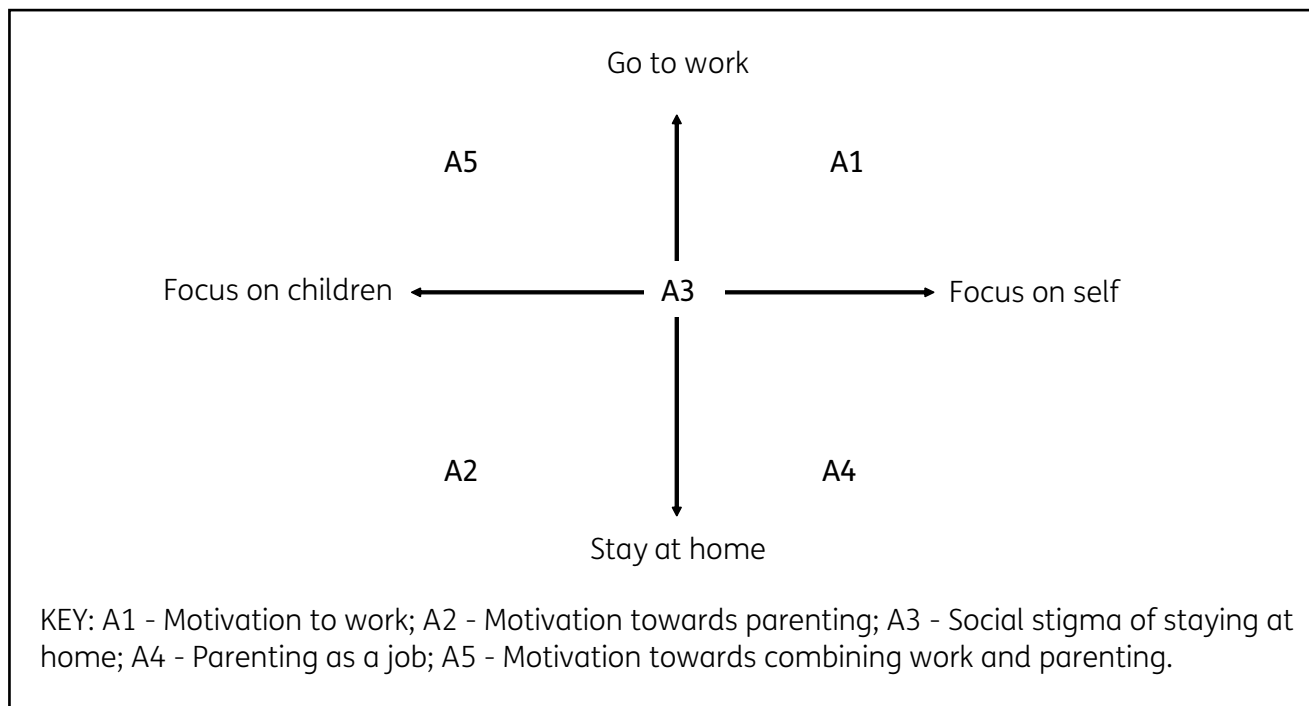 Go to work
A5
A1
Focus on children
A3
Focus on self
A2
A4
Stay at home
KEY: A1 - Motivation to work; A2 - Motivation towards parenting; A3 - Social stigma of staying at
home; A4 - Parenting as a job; A5 - Motivation towards combining work and parenting.